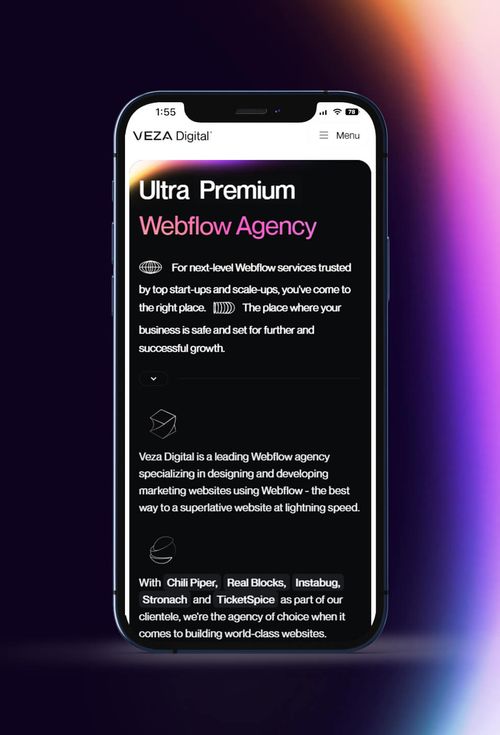 1:55
78
VEZA Digital
Menu
Ultra Premium
Webflow Agency
For next-level Webflow services trusted
by top start-ups and scale-ups, you've come to
the right place. The place where your
business is safe and set for further and
successful growth.
Veza Digital is a leading Webflow agency
specializing in designing and developing
marketing websites using Webflow - the best
way to a superlative website at lightning speed.
With Chili Piper, Real Blocks, Instabug,
Stronach and TicketSpice as part of our
clientele, we're the agency of choice when it
comes to building world-class websites.